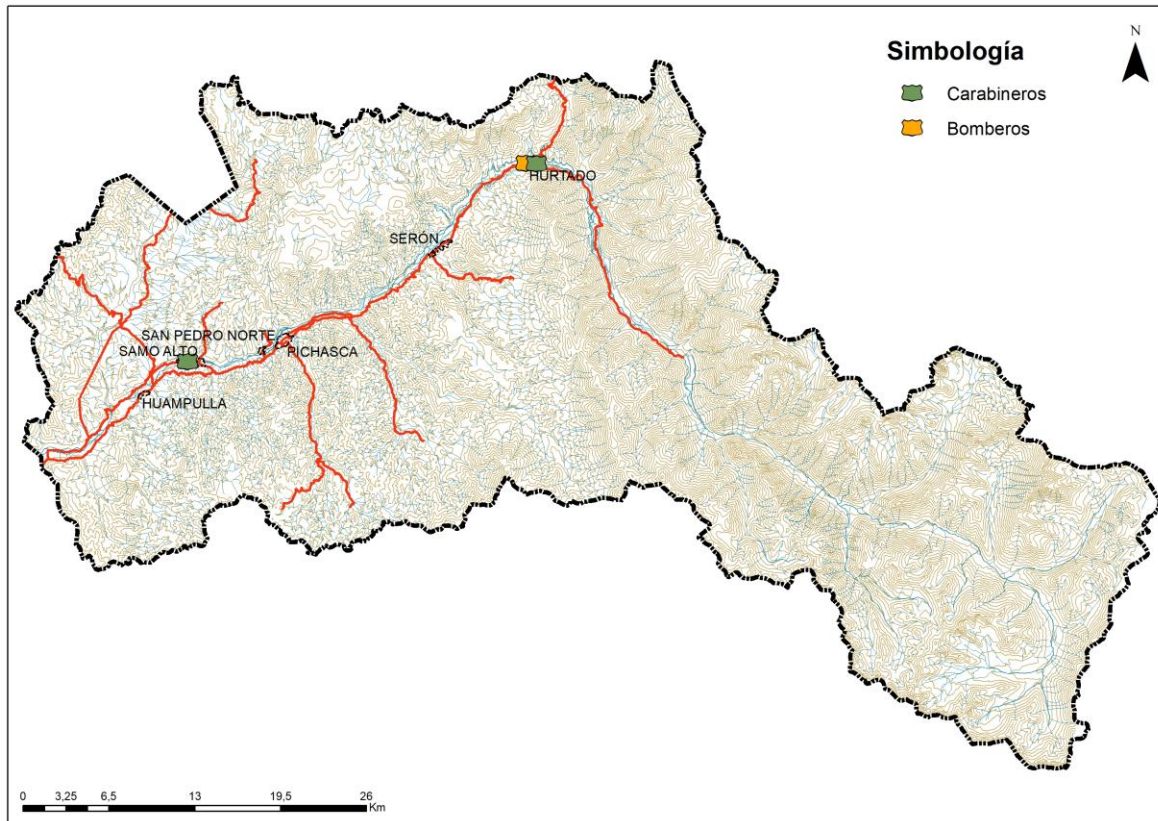 N
Simbología
Carabineros
Bomberos
HURTADO
SERÓN
SAN PEDRO NORTE
SAMO ALTO
PICHASCA
HUAMPULLA
0 3,25 6,5 13 19,5 26
Km